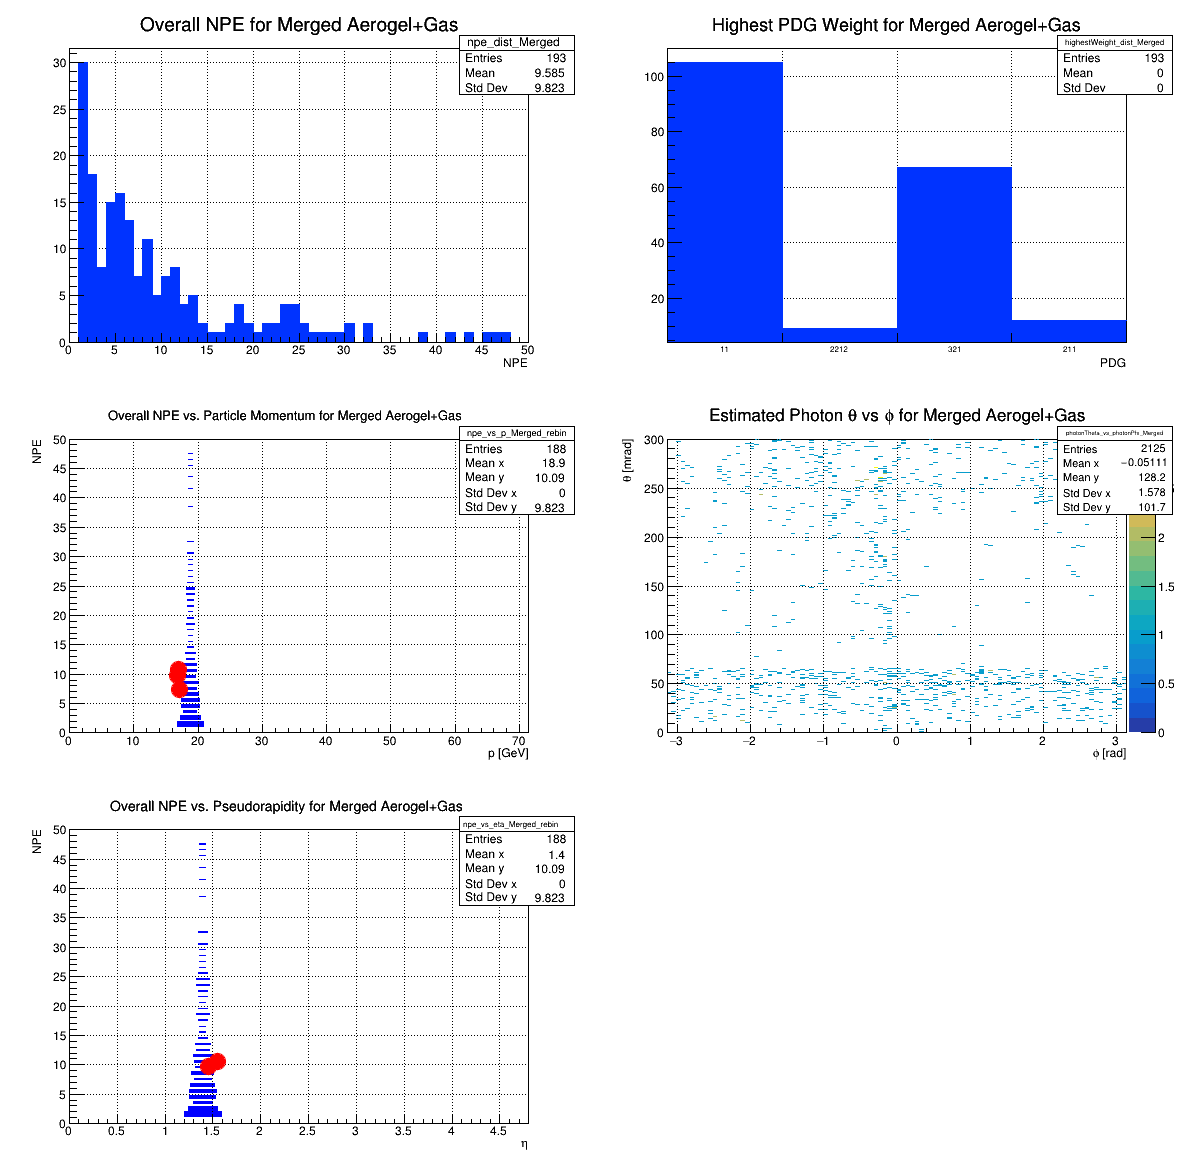 Overall NPE for Merged Aerogel+Gas
npe_dist_Merged
Entries 193
Mean 9.585
Std Dev 9.823
30
25
20
15
10
5
0
0 5 10 15 20 25 30 35 40 45 50
NPE
Highest PDG Weight for Merged Aerogel+Gas
highestWeight_dist_Merged
Entries 193
Mean 0
Std Dev 0
100
80
60
40
20
11 2212 321 211
PDG
Overall NPE vs. Particle Momentum for Merged Aerogel+Gas
npe_vs_p_Merged_rebin
Entries 188
Mean x 18.9
Mean y 10.09
Std Dev x 0
Std Dev y 9.823
NPE
50
45
40
35
30
25
20
15
10
5
0
0 10 20 30 40 50 60 70
p [GeV]
Estimated Photon θ vs ϕ for Merged Aerogel+Gas
photonTheta_vs_photonPhi_Merged
Entries 2125
Mean x −0.05111
Mean y 128.2
Std Dev x 1.578
Std Dev y 101.7
θ [mrad]
300
250
200
150
100
50
0
−3 −2 −1 0 1 2 3
ϕ [rad]
2
1.5
1
0.5
0
Overall NPE vs. Pseudorapidity for Merged Aerogel+Gas
npe_vs_eta_Merged_rebin
Entries 188
Mean x 1.4
Mean y 10.09
Std Dev x 0
Std Dev y 9.823
NPE
50
45
40
35
30
25
20
15
10
5
0
0 0.5 1 1.5 2 2.5 3 3.5 4 4.5
η